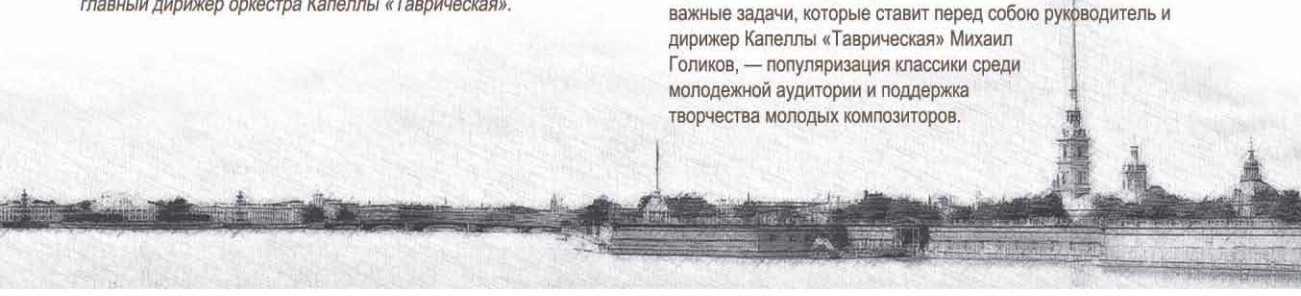 главный дирижер оркестра Капеллы «Таврическая».
важные задачи, которые ставит перед собою руководитель и
дирижер Капеллы «Таврическая» Михаил
Голиков, — популяризация классики среди
молодежной аудитории и поддержка
творчества молодых композиторов.